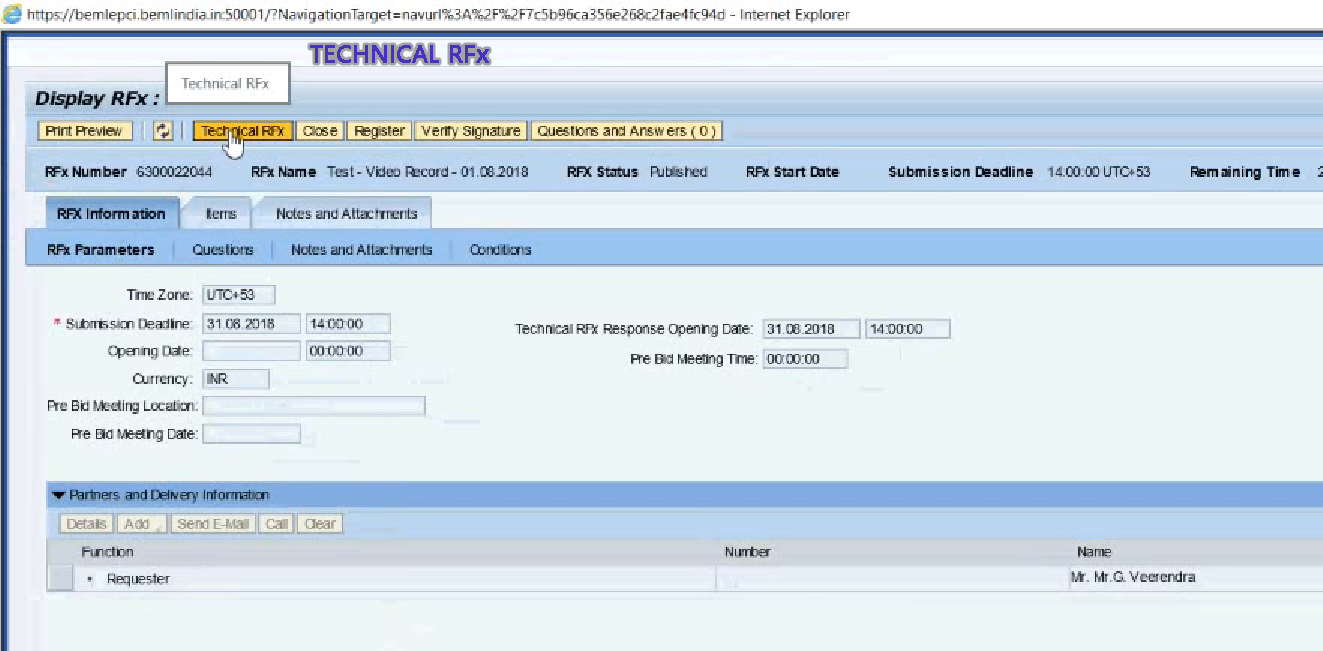 https://bemlepci.bemlindia.in:50001/?NavigationTarget=navurl%3A%2F%2F7c5b96ca356e268c2fae4fc94d - Internet Explorer
TECHNICAL RFx
Technical RFx
Display RFx :
Print Preview Technical RFx Close Register Verify Signature Questions and Answers ( 0 )
RFx Number 6300022044 RFx Name Test - Video Record - 01.08.2018 RFX Status Published RFx Start Date Submission Deadline 14:00:00 UTC+53 Remaining Time 2
RFX Information Items Notes and Attachments
RFx Parameters Questions Notes and Attachments Conditions
Time Zone: UTC+53
* Submission Deadline: 31.08.2018 14:00:00 Technical RFx Response Opening Date: 31.08.2018 14:00:00
Opening Date: 00:00:00 Pre Bid Meeting Time: 00:00:00
Currency: INR
Pre Bid Meeting Location:
Pre Bid Meeting Date:
Partners and Delivery Information
Details Add Send E-Mail Call Clear
Function Number Name
• Requester Mr. Mr.G. Veerendra